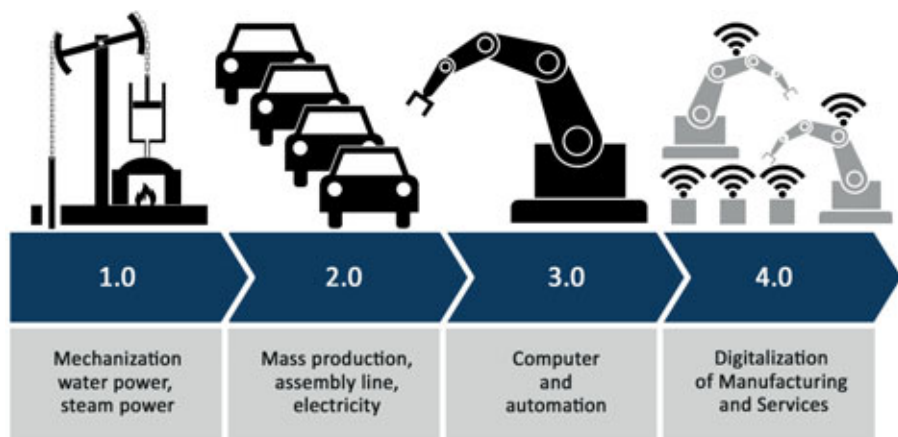 1.0
2.0
3.0
4.0
Mechanization
water power,
steam power
Mass production,
assembly line,
electricity
Computer
and
automation
Digitalization
of Manufacturing
and Services